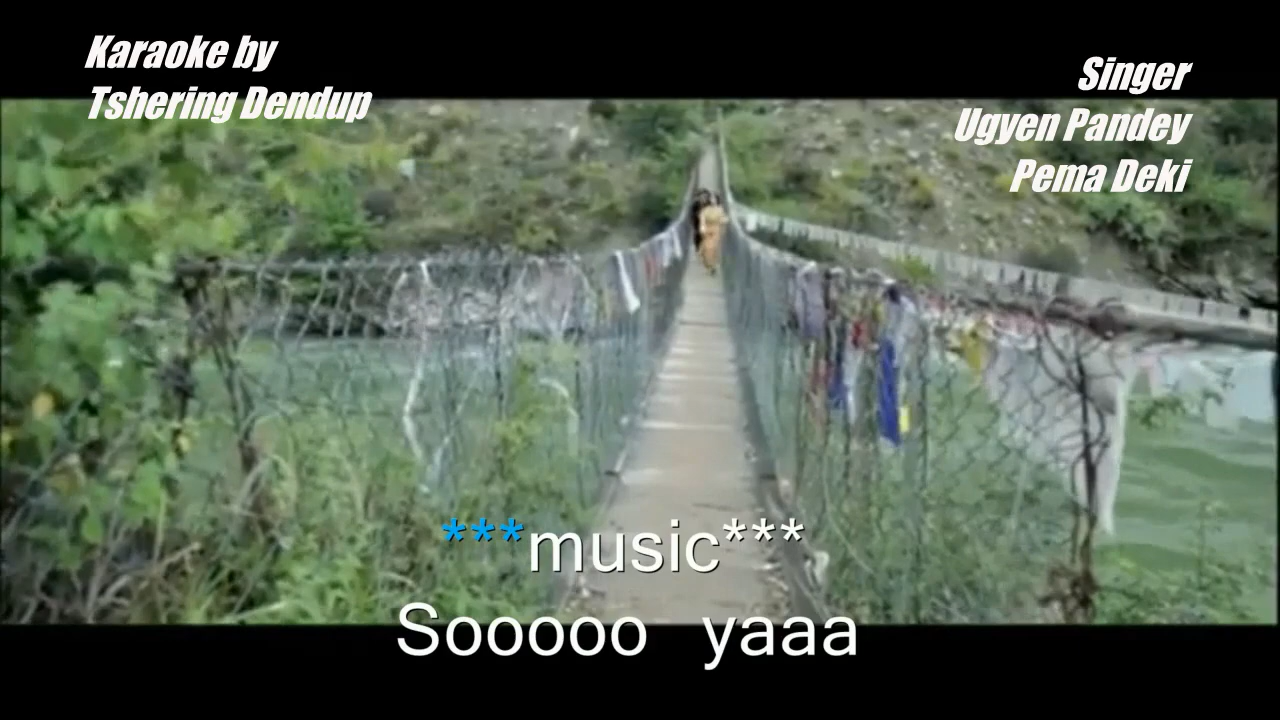 Karaoke by
Tshering Dendup
Singer
Ugyen Pandey
Pema Deki
***music***
Sooooo yaaa